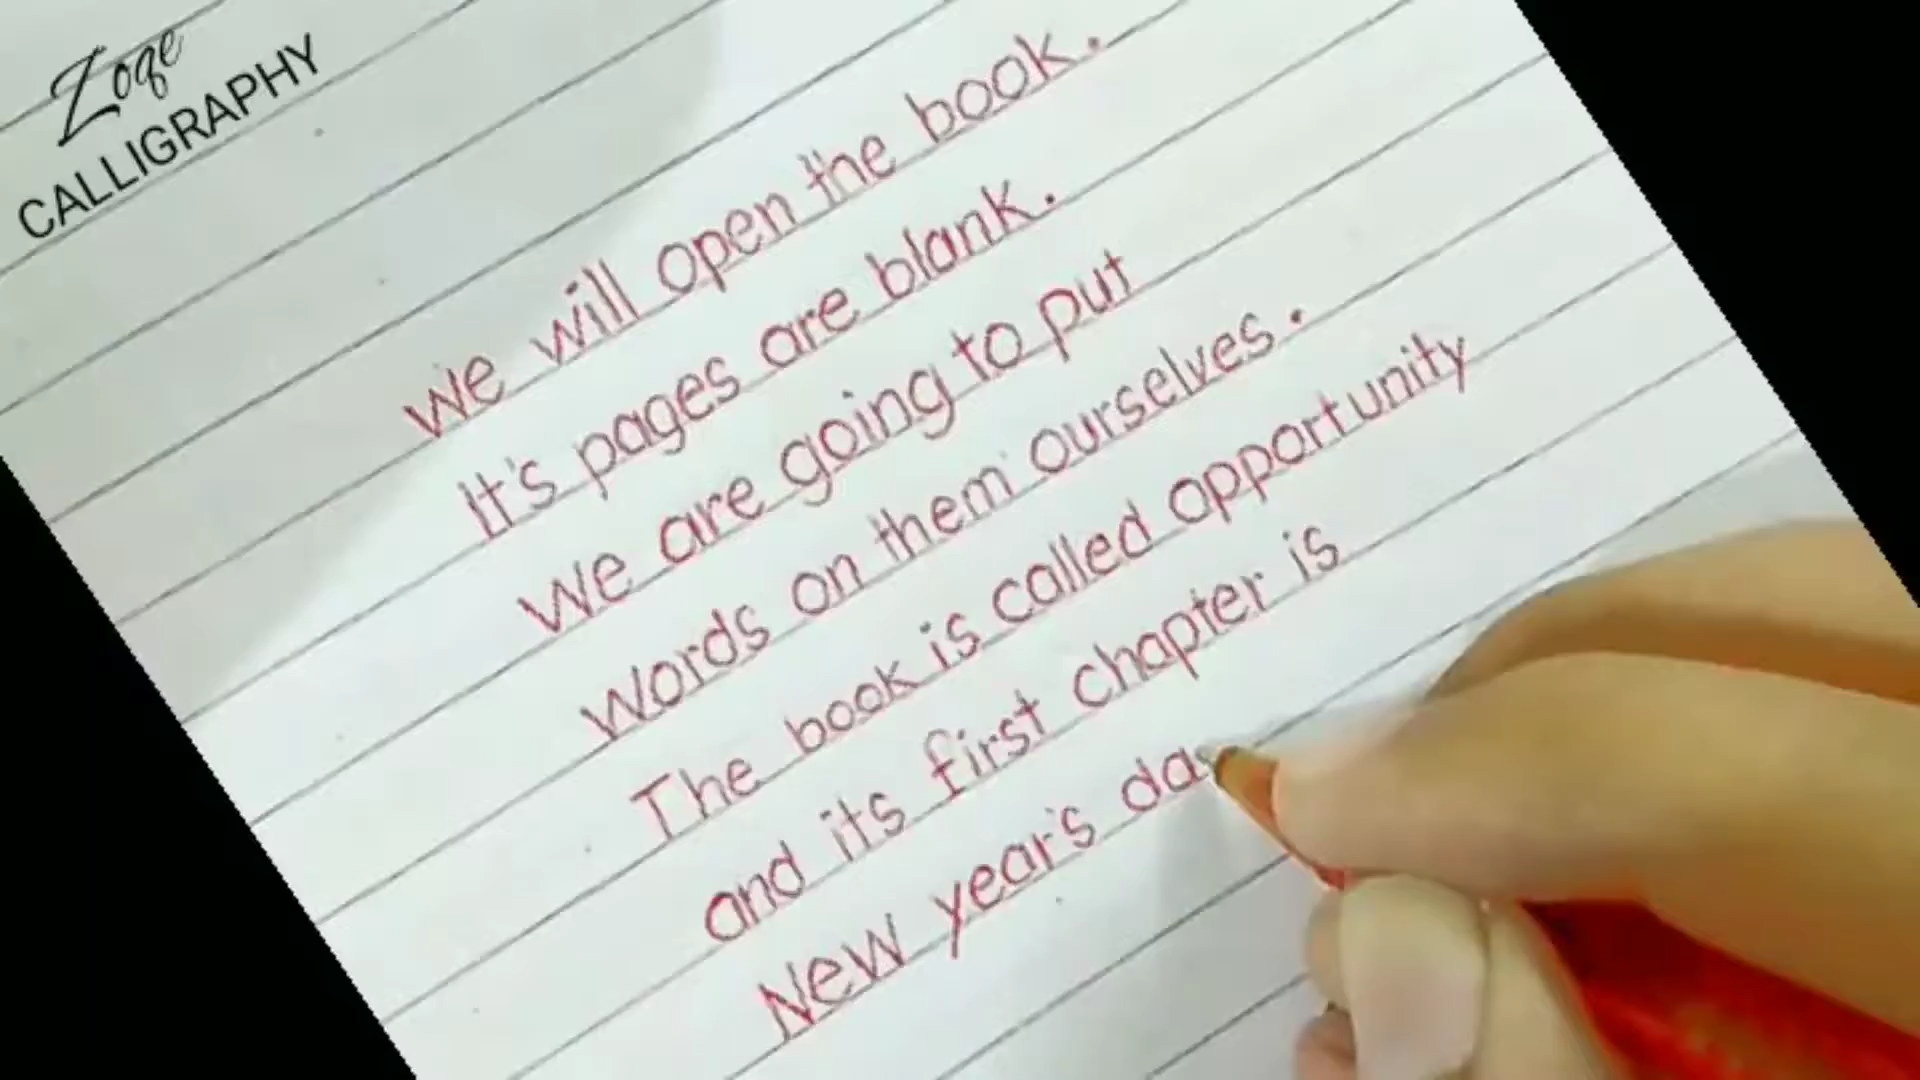 Zoqe
CALLIGRAPHY
We will open the book.
It's pages are blank.
We are going to put
words on them ourselves.
The book is called opportunity
and its first chapter is
New year's da